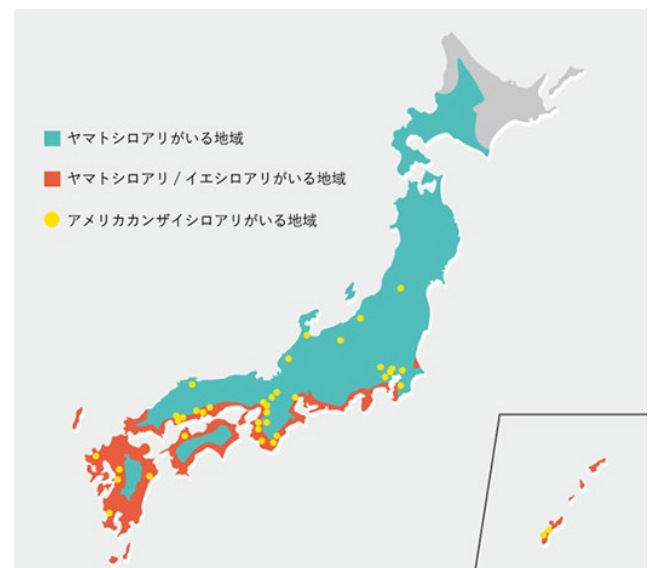 ヤマトシロアリがいる地域
ヤマトシロアリ / イエシロアリがいる地域
アメリカカンザイシロアリがいる地域